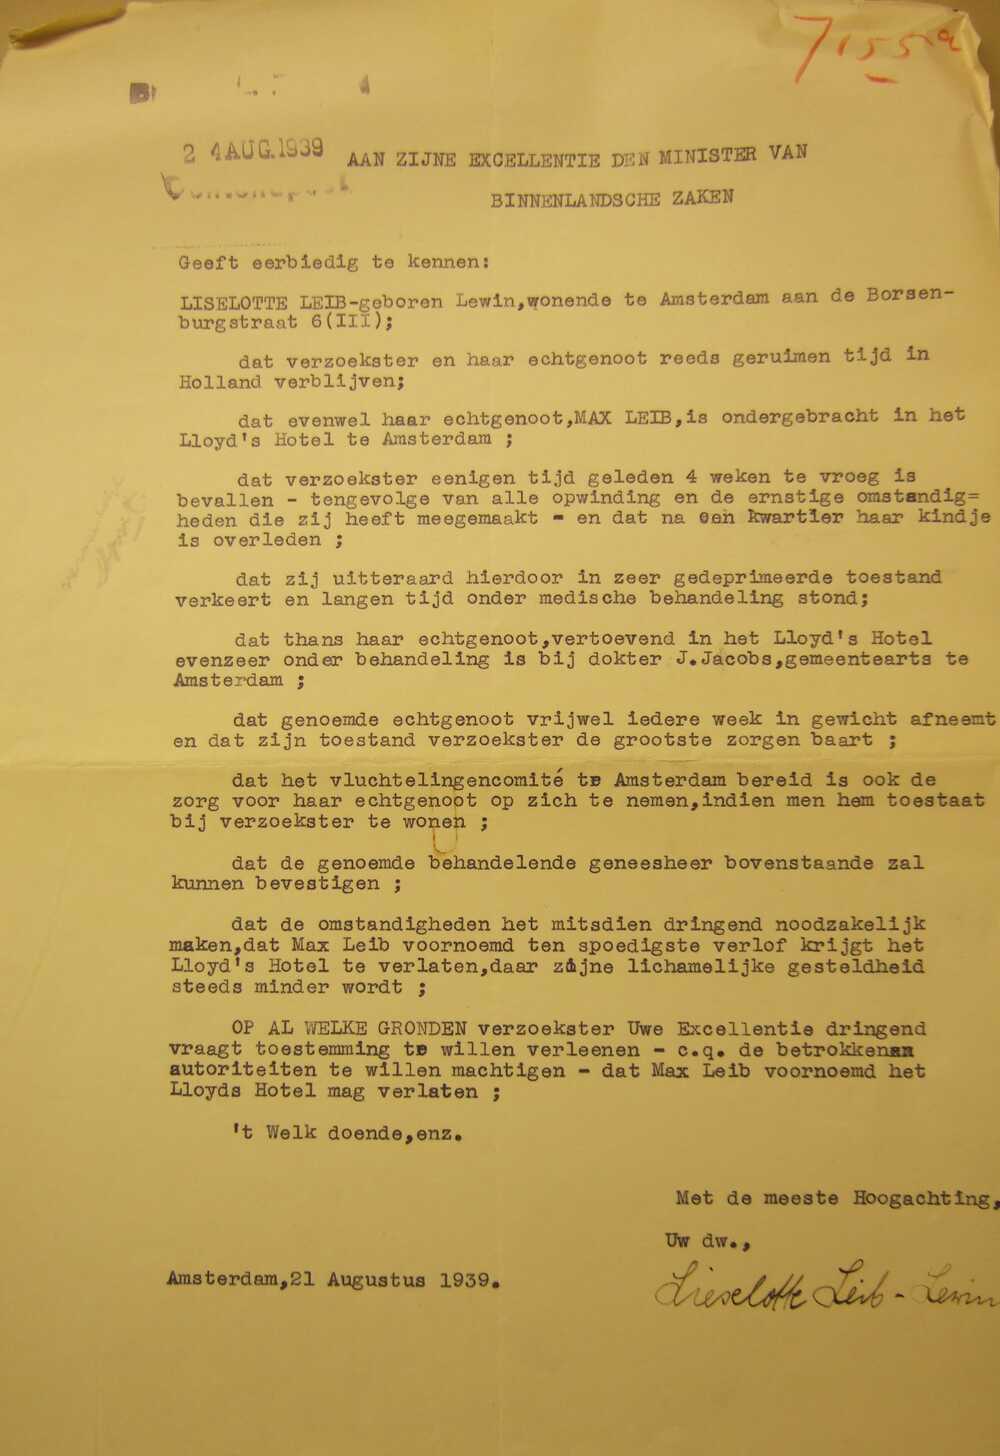 7155a
24 AUG.1939
AAN ZIJNE EXCELLENTIE DEN MINISTER VAN
BINNENLANDSCHE ZAKEN
Geeft eerbiedig te kennen:
LISELOTTE LEIB-geboren Lewin,wonende te Amsterdam aan de Borsen-
burgstraat 6(III);
dat verzoekster en haar echtgenoot reeds geruimen tijd in
Holland verblijven;
dat evenwel haar echtgenoot,MAX LEIB,is ondergebracht in het
Lloyd's Hotel te Amsterdam ;
dat verzoekster eenigen tijd geleden 4 weken te vroeg is
bevallen - tengevolge van alle opwinding en de ernstige omstandig=
heden die zij heeft meegemaakt - en dat na een kwartier haar kindje
is overleden ;
dat zij uitteraard hierdoor in zeer gedeprimeerde toestand
verkeert en langen tijd onder medische behandeling stond;
dat thans haar echtgenoot,vertoevend in het Lloyd's Hotel
evenzeer onder behandeling is bij dokter J.Jacobs,gemeentearts te
Amsterdam ;
dat genoemde echtgenoot vrijwel iedere week in gewicht afneemt
en dat zijn toestand verzoekster de grootste zorgen baart ;
dat het vluchtelingencomité te Amsterdam bereid is ook de
zorg voor haar echtgenoot op zich te nemen,indien men hem toestaat
bij verzoekster te wonen ;
dat de genoemde behandelende geneesheer bovenstaande zal
kunnen bevestigen ;
dat de omstandigheden het mitsdien dringend noodzakelijk
maken,dat Max Leib voornoemd ten spoedigste verlof krijgt het
Lloyd's Hotel te verlaten,daar zijne lichamelijke gesteldheid
steeds minder wordt ;
OP AL WELKE GRONDEN verzoekster Uwe Excellentie dringend
vraagt toestemming te willen verleenen - c.q. de betrokken
autoriteiten te willen machtigen - dat Max Leib voornoemd het
Lloyds Hotel mag verlaten ;
't Welk doende,enz.
Met de meeste Hoogachting,
Uw dw.,
Amsterdam,21 Augustus 1939.
Lieselotte Leib - Lewin